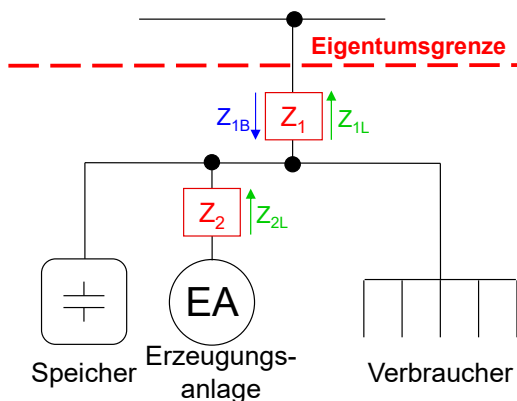 Eigentumsgrenze
Z1B
Z1
Z1L
Z2
Z2L
EA
Speicher
Erzeugungs-
anlage
Verbraucher